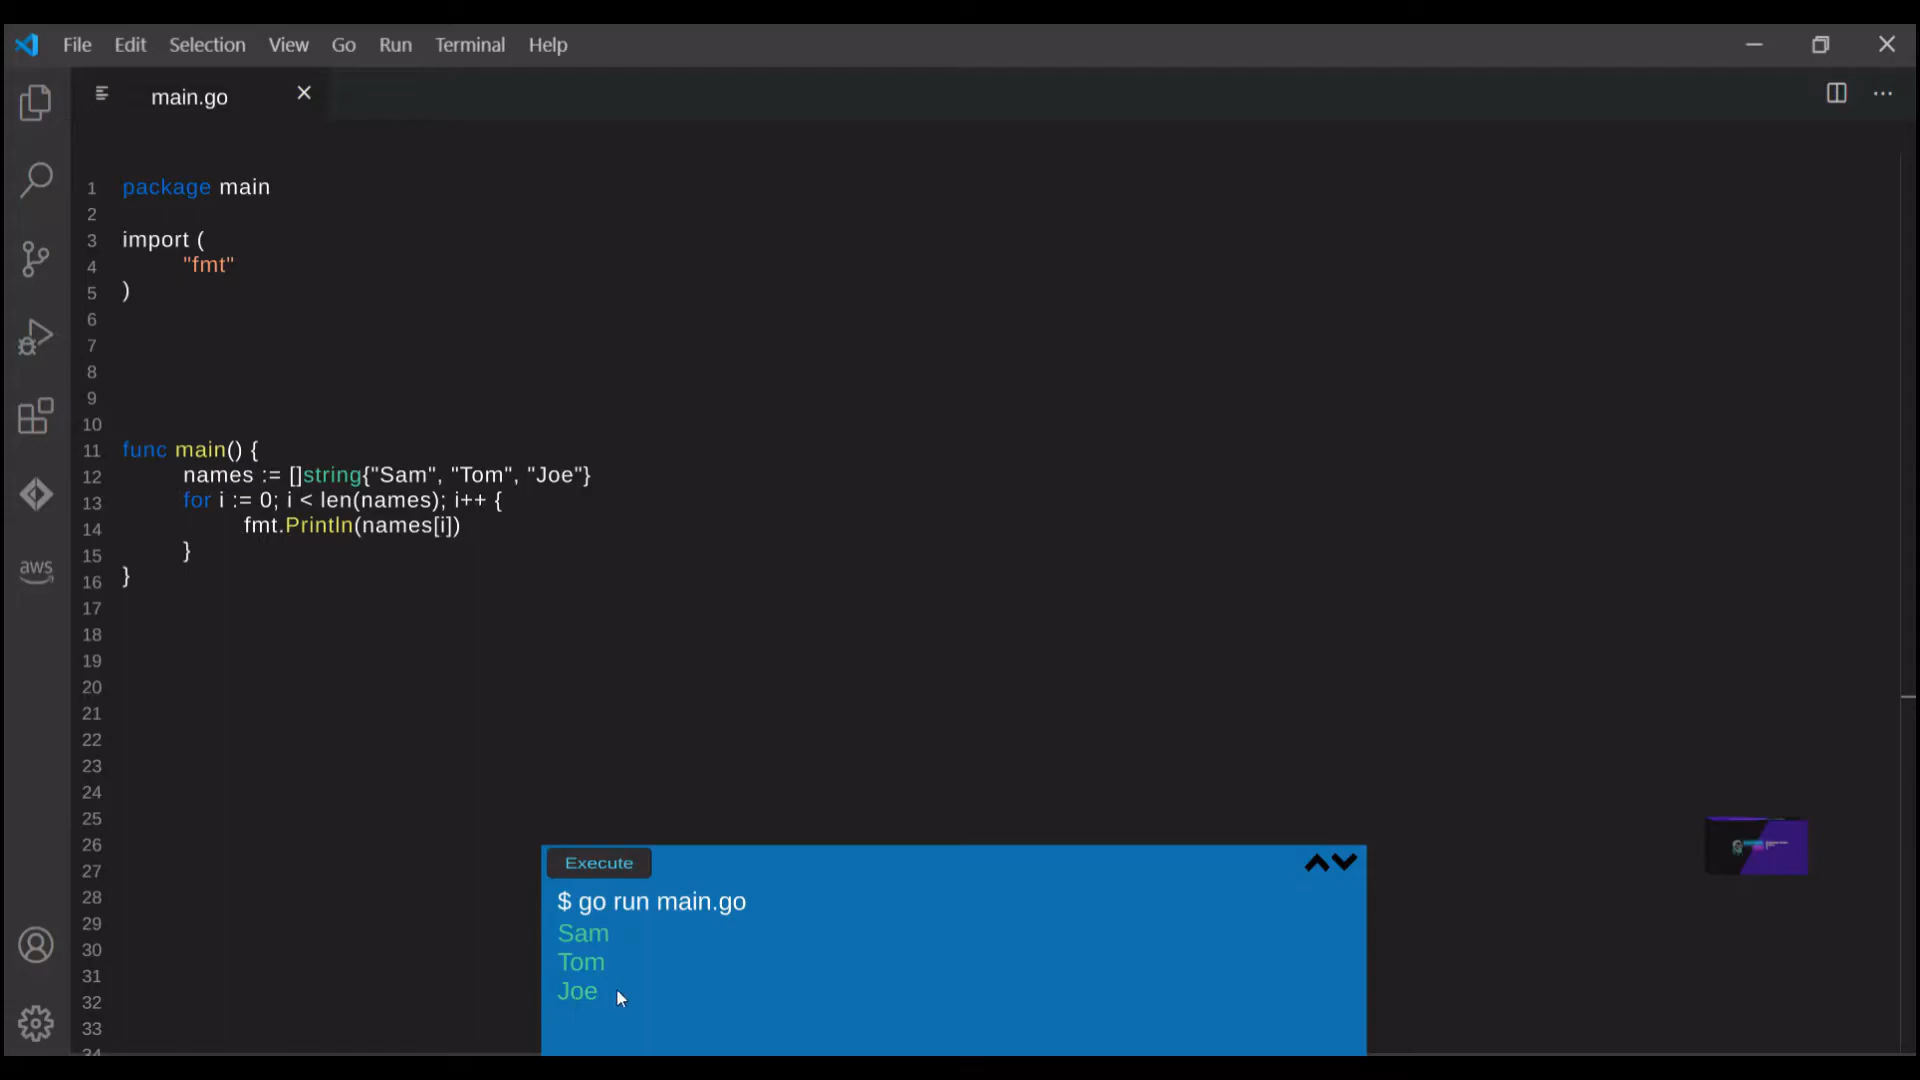 File Edit Selection View Go Run Terminal Help
main.go
1 package main
2
3 import (
4 "fmt"
5 )
6
7
8
9
10
11 func main() {
12 names := []string{"Sam", "Tom", "Joe"}
13 for i := 0; i < len(names); i++ {
14 fmt.Println(names[i])
15 }
16 }
17
18
19
20
21
22
23
24
25
26
27
28
29
30
31
32
33
34
aws
Execute
$ go run main.go
Sam
Tom
Joe